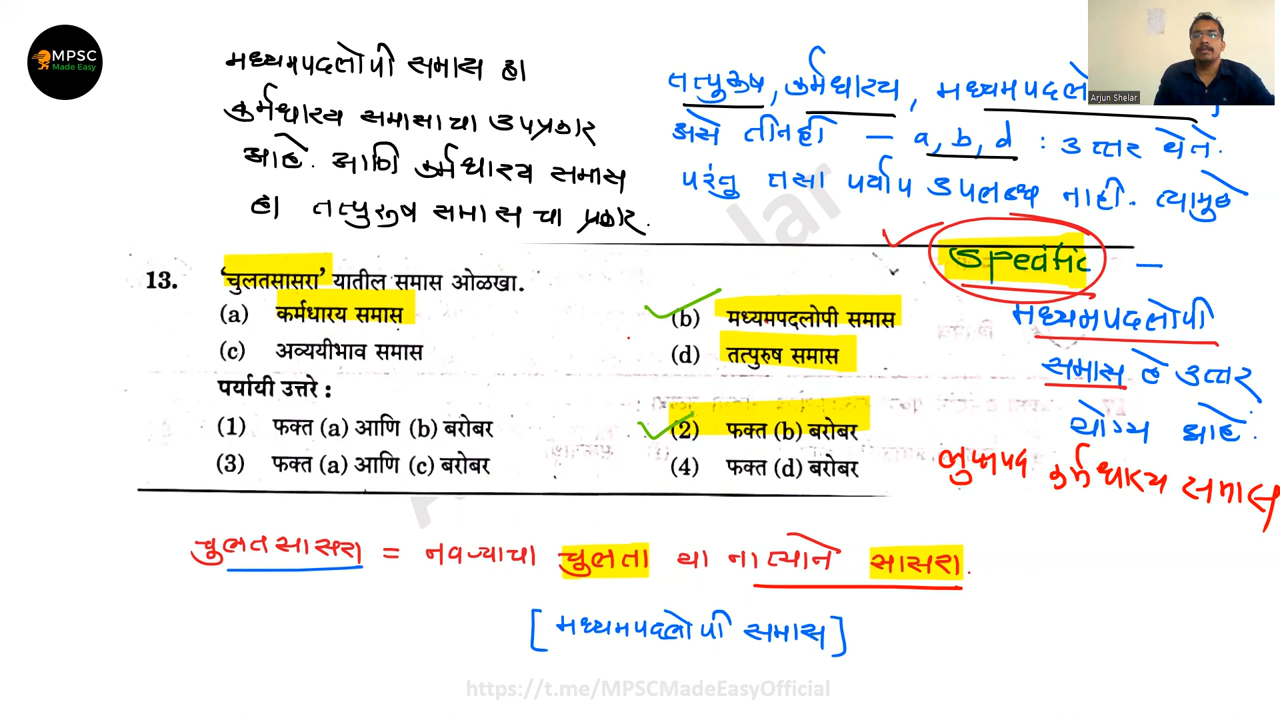 MPSC
Made Easy
मध्यमपदलोपी समास हा
कर्मधारय समासाचा उपप्रकार
आहे. आणि कर्मधारय समास
हा तत्पुरुष समासचा प्रकार.
तत्पुरुष, कर्मधारय, मध्यमपदलो
असे तीनही – a, b, d : उत्तर येते.
परंतु तसा पर्याय उपलब्ध नाही. त्यामुळे
Specific –
मध्यमपदलोपी
समास हे उत्तर
योग्य आहे.
लुप्तपद कर्मधारय समास
Arjun Shelar
13. 'चुलतसासरा' यातील समास ओळखा.
(a) कर्मधारय समास (b) मध्यमपदलोपी समास
(c) अव्ययीभाव समास (d) तत्पुरुष समास
पर्यायी उत्तरे :
(1) फक्त (a) आणि (b) बरोबर (2) फक्त (b) बरोबर
(3) फक्त (a) आणि (c) बरोबर (4) फक्त (d) बरोबर
चुलतसासरा = नवऱ्याचा चुलता या नात्याने सासरा.
[मध्यमपदलोपी समास]
https://t.me/MPSCMadeEasyOfficial